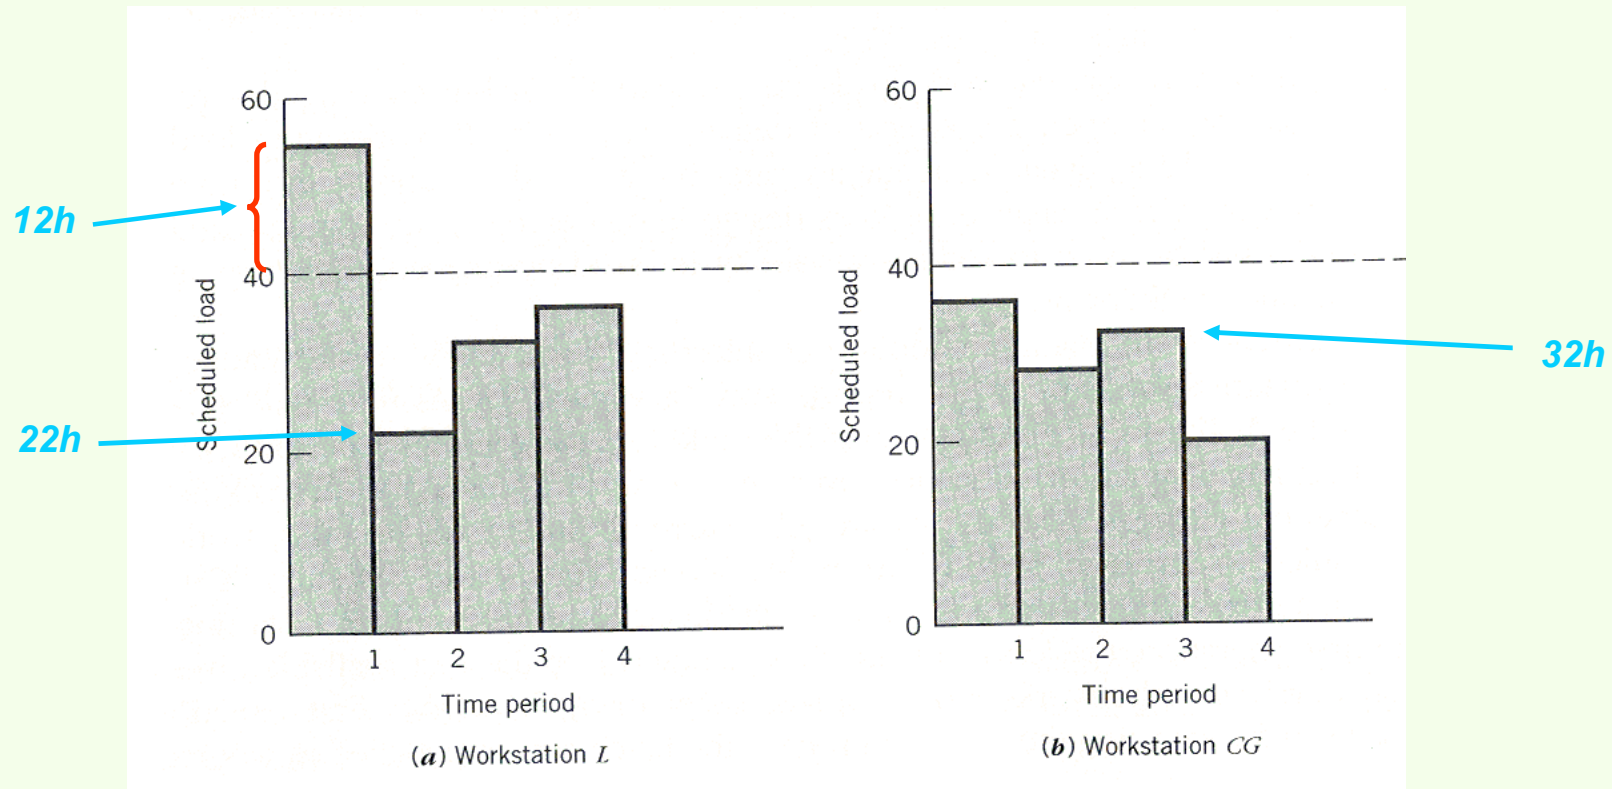 60
40
20
0
12h
22h
Scheduled load
1 2 3 4
Time period
(a) Workstation L
60
40
20
0
32h
Scheduled load
1 2 3 4
Time period
(b) Workstation CG